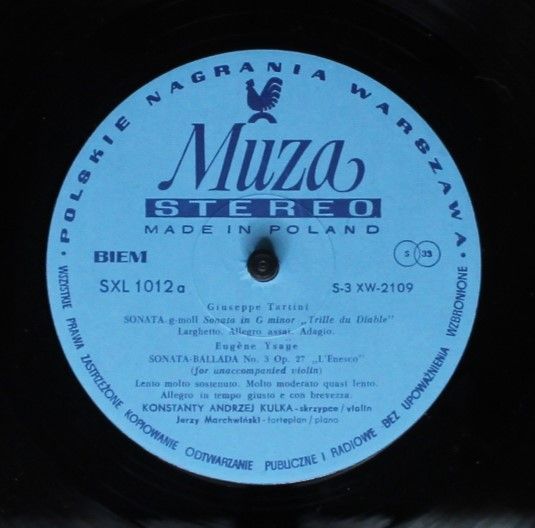 • POLSKIE NAGRANIA WARSZAWA •
Muza
STEREO
MADE IN POLAND
BIEM
S 33
SXL 1012 a
S-3 XW-2109
Giuseppe Tartini
SONATA g-moll Sonata in G minor „Trille du Diable"
Larghetto. Allegro assai. Adagio.
Eugène Ysaye
SONATA-BALLADA No. 3 Op. 27 „L'Enesco"
(for unaccompanied violin)
Lento molto sostenuto. Molto moderato quasi lento.
Allegro in tempo giusto e con brevezza.
KONSTANTY ANDRZEJ KULKA - skrzypce / violin
Jerzy Marchwiński - fortepian / piano
WSZYSTKIE PRAWA ZASTRZEŻONE KOPIOWANIE ODTWARZANIE PUBLICZNE I RADIOWE BEZ UPOWAŻNIENIA WZBRONIONE